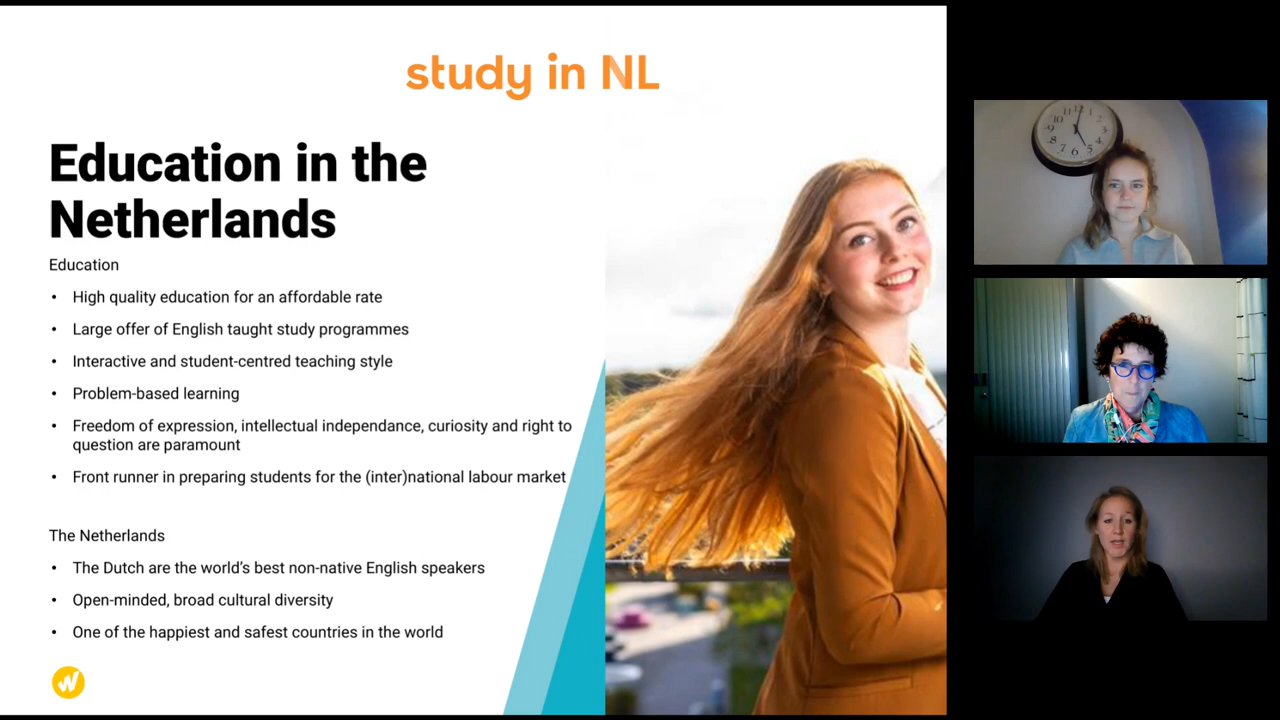 study in NL
Education in the
Netherlands
Education
• High quality education for an affordable rate
• Large offer of English taught study programmes
• Interactive and student-centred teaching style
• Problem-based learning
• Freedom of expression, intellectual independance, curiosity and right to
question are paramount
• Front runner in preparing students for the (inter)national labour market
The Netherlands
• The Dutch are the world's best non-native English speakers
• Open-minded, broad cultural diversity
• One of the happiest and safest countries in the world